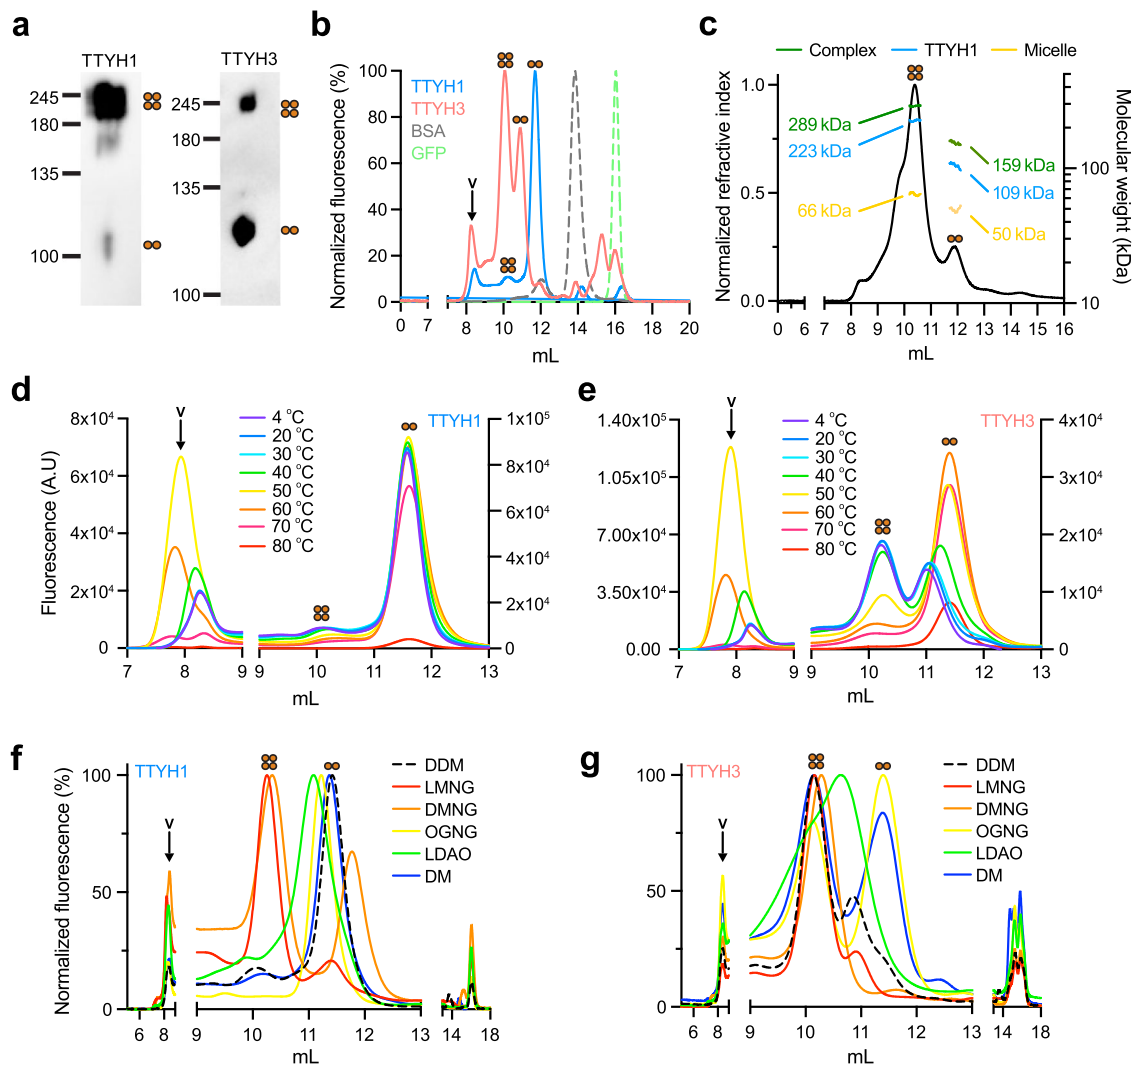 a
TTYH1
TTYH3
245
180
135
100
245
180
135
100
b
Normalized fluorescence (%)
100
80
60
40
20
0
TTYH1
TTYH3
BSA
GFP
v
0 7 8 10 12 14 16 18 20
mL
c
Complex TTYH1 Micelle
Normalized refractive index
1.0
0.5
0.0
289 kDa
223 kDa
66 kDa
159 kDa
109 kDa
50 kDa
100
10
Molecular weight (kDa)
0 6 7 8 9 10 11 12 13 14 15 16
mL
d
Fluorescence (A.U)
8x10⁴
6x10⁴
4x10⁴
2x10⁴
0
v
4 °C
20 °C
30 °C
40 °C
50 °C
60 °C
70 °C
80 °C
TTYH1
1x10⁵
8x10⁴
6x10⁴
4x10⁴
2x10⁴
0
7 8 9 9 10 11 12 13
mL
e
1.40x10⁵
1.05x10⁵
7.00x10⁴
3.50x10⁴
0.00
v
4 °C
20 °C
30 °C
40 °C
50 °C
60 °C
70 °C
80 °C
TTYH3
4x10⁴
3x10⁴
2x10⁴
1x10⁴
0
7 8 9 9 10 11 12 13
mL
f
Normalized fluorescence (%)
TTYH1
100
50
0
v
DDM
LMNG
DMNG
OGNG
LDAO
DM
6 8 9 10 11 12 13 14 18
mL
g
TTYH3
100
50
0
v
DDM
LMNG
DMNG
OGNG
LDAO
DM
6 8 9 10 11 12 13 14 18
mL